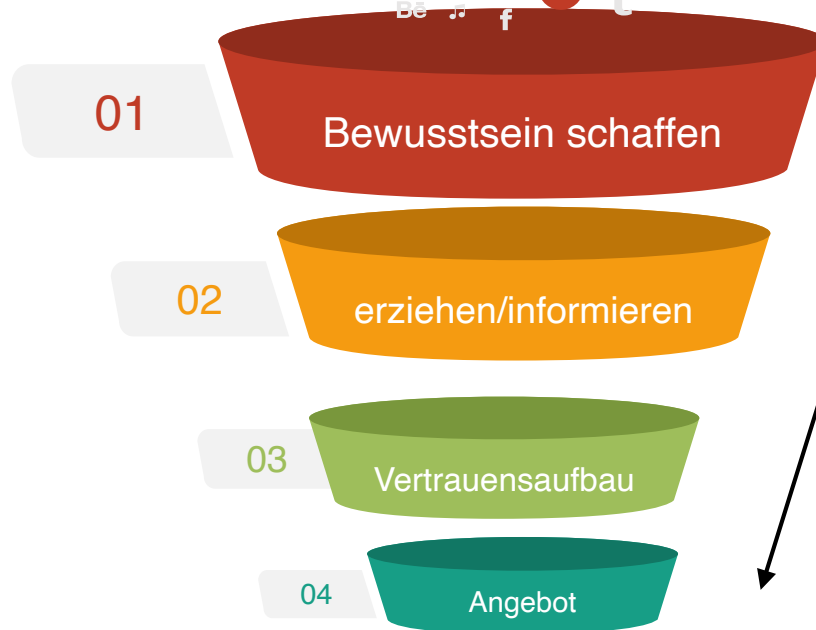 01
Bewusstsein schaffen
02
erziehen/informieren
03
Vertrauensaufbau
04
Angebot